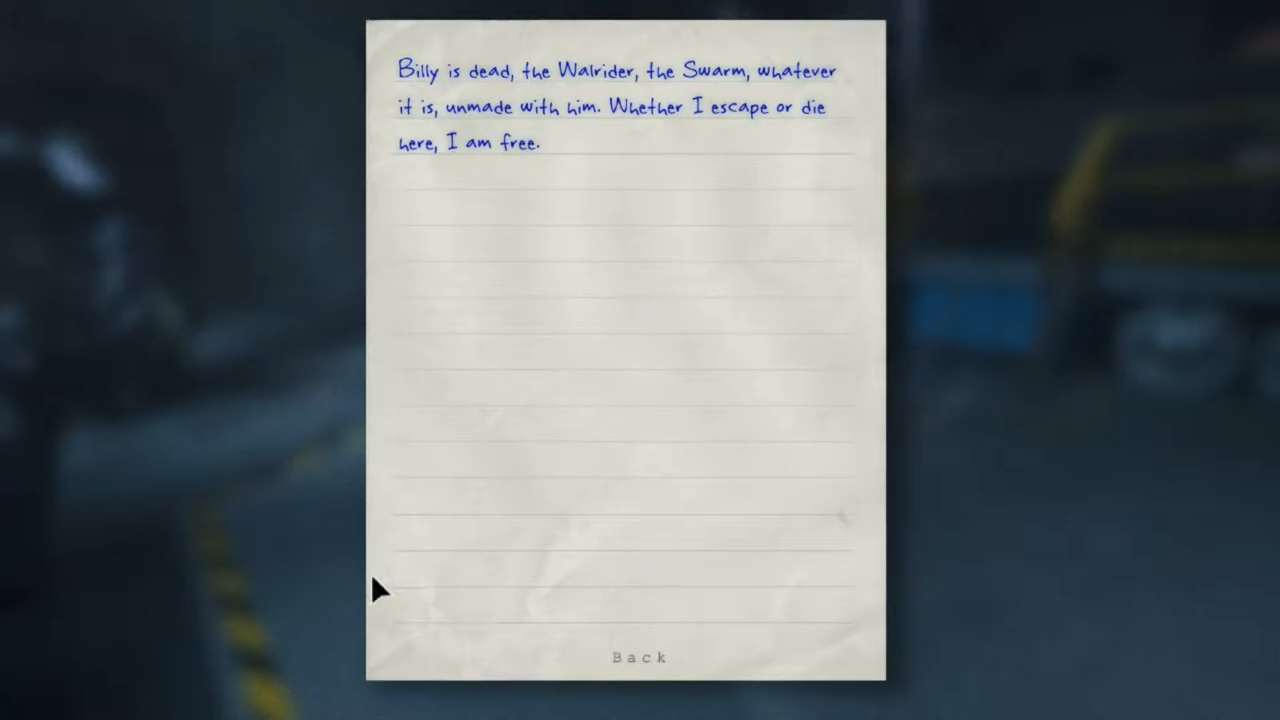 Billy is dead, the Walrider, the Swarm, whatever
it is, unmade with him. Whether I escape or die
here, I am free.
Back